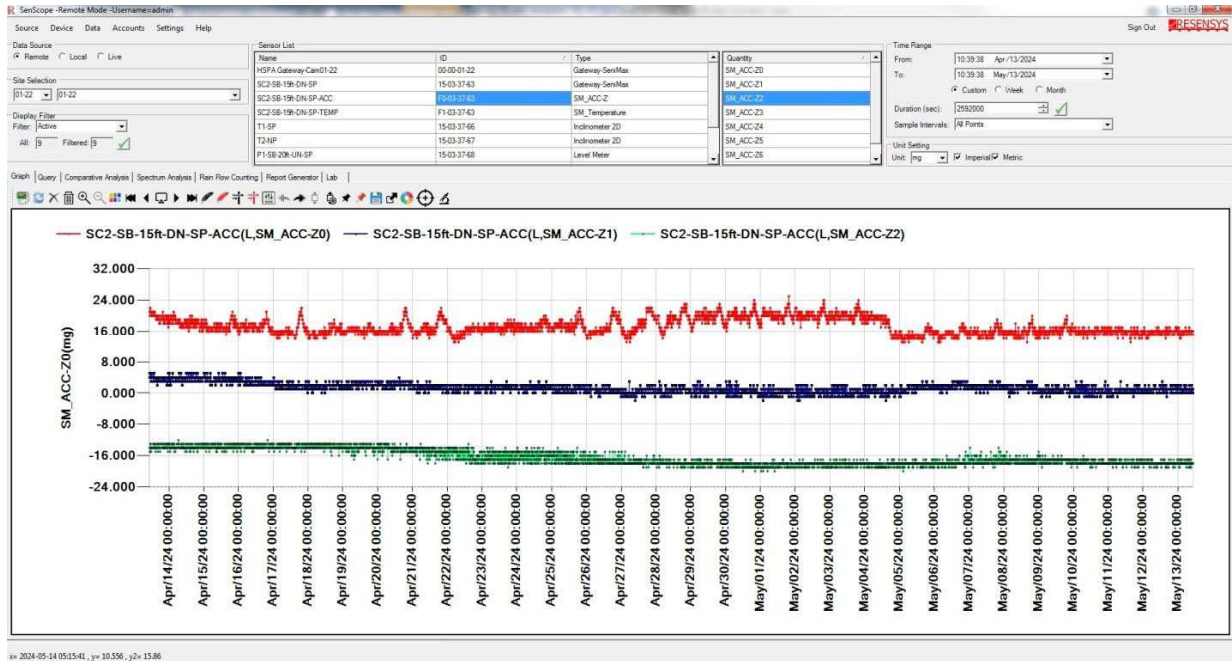 SenScope -Remote Mode -Username=admin
Source Device Data Accounts Settings Help
Sign Out RESENSYS
Data Source
Remote Local Live
Site Selection
01-22 01-22
Display Filter
Filter: Active
All: 9 Filtered: 9
Sensor List
Name ID Type
HSPA Gateway-Cam01-22 00-00-01-22 Gateway-SeniMax
SC2-SB-15ft-DN-SP 15-03-37-63 Gateway-SeniMax
SC2-SB-15ft-DN-SP-ACC F0-03-37-63 SM_ACC-Z
SC2-SB-15ft-DN-SP-TEMP F1-03-37-63 SM_Temperature
T1-SP 15-03-37-66 Inclinometer 2D
T2-NP 15-03-37-67 Inclinometer 2D
P1-SB-20ft-UN-SP 15-03-37-68 Level Meter
Quantity
SM_ACC-Z0
SM_ACC-Z1
SM_ACC-Z2
SM_ACC-Z3
SM_ACC-Z4
SM_ACC-Z5
SM_ACC-Z6
Time Range
From: 10:39:38 Apr/13/2024
To: 10:39:38 May/13/2024
Custom Week Month
Duration (sec): 2592000
Sample Intervals: All Points
Unit Setting
Unit: mg Imperial Metric
Graph Query Comparative Analysis Spectrum Analysis Rain Flow Counting Report Generator Lab
SC2-SB-15ft-DN-SP-ACC(L,SM_ACC-Z0) SC2-SB-15ft-DN-SP-ACC(L,SM_ACC-Z1) SC2-SB-15ft-DN-SP-ACC(L,SM_ACC-Z2)
SM_ACC-Z0(mg)
32.000
24.000
16.000
8.000
0.000
-8.000
-16.000
-24.000
Apr/14/24 00:00:00
Apr/15/24 00:00:00
Apr/16/24 00:00:00
Apr/17/24 00:00:00
Apr/18/24 00:00:00
Apr/19/24 00:00:00
Apr/20/24 00:00:00
Apr/21/24 00:00:00
Apr/22/24 00:00:00
Apr/23/24 00:00:00
Apr/24/24 00:00:00
Apr/25/24 00:00:00
Apr/26/24 00:00:00
Apr/27/24 00:00:00
Apr/28/24 00:00:00
Apr/29/24 00:00:00
Apr/30/24 00:00:00
May/01/24 00:00:00
May/02/24 00:00:00
May/03/24 00:00:00
May/04/24 00:00:00
May/05/24 00:00:00
May/06/24 00:00:00
May/07/24 00:00:00
May/08/24 00:00:00
May/09/24 00:00:00
May/10/24 00:00:00
May/11/24 00:00:00
May/12/24 00:00:00
May/13/24 00:00:00
x= 2024-05-14 05:15:41 , y= 10.556 , y2= 15.86